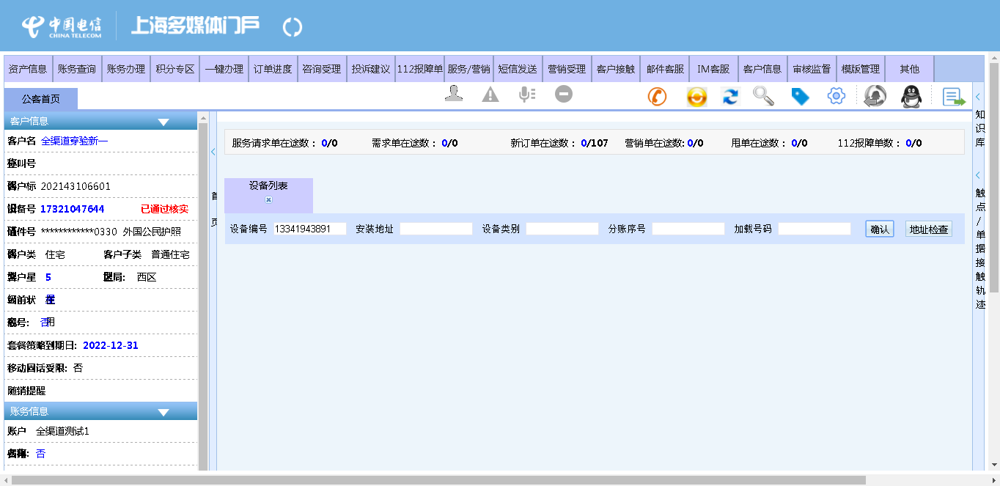 中国电信 上海多媒体门户
CHINA TELECOM
资产信息 账务查询 账务办理 积分专区 一键办理 订单进度 咨询受理 投诉建议 112报障单 服务/营销 短信发送 营销受理 客户接触 邮件客服 IM客服 客户信息 审核监督 模版管理 其他
公客首页
客户信息
客户名 全渠道穿验新一
服务请求单在途数: 0/0 需求单在途数: 0/0 新订单在途数: 0/107 营销单在途数: 0/0 甩单在途数: 0/0 112报障单数: 0/0
称叫号
客户标 202143106601
设备列表
设备号 17321047644 已通过核实
设备编号 13341943891 安装地址 设备类别 分账序号 加载号码 确认 地址检查
证件号 ************0330 外国公民护照
客户类 住宅 客户子类 普通住宅
客户星 5 区局: 西区
前状
号: 否
套餐策略到期日: 2022-12-31
移动固话受限: 否
随销提醒
账务信息
账户 全渠道测试1
否
首页
知识库
触点/单据接触轨迹